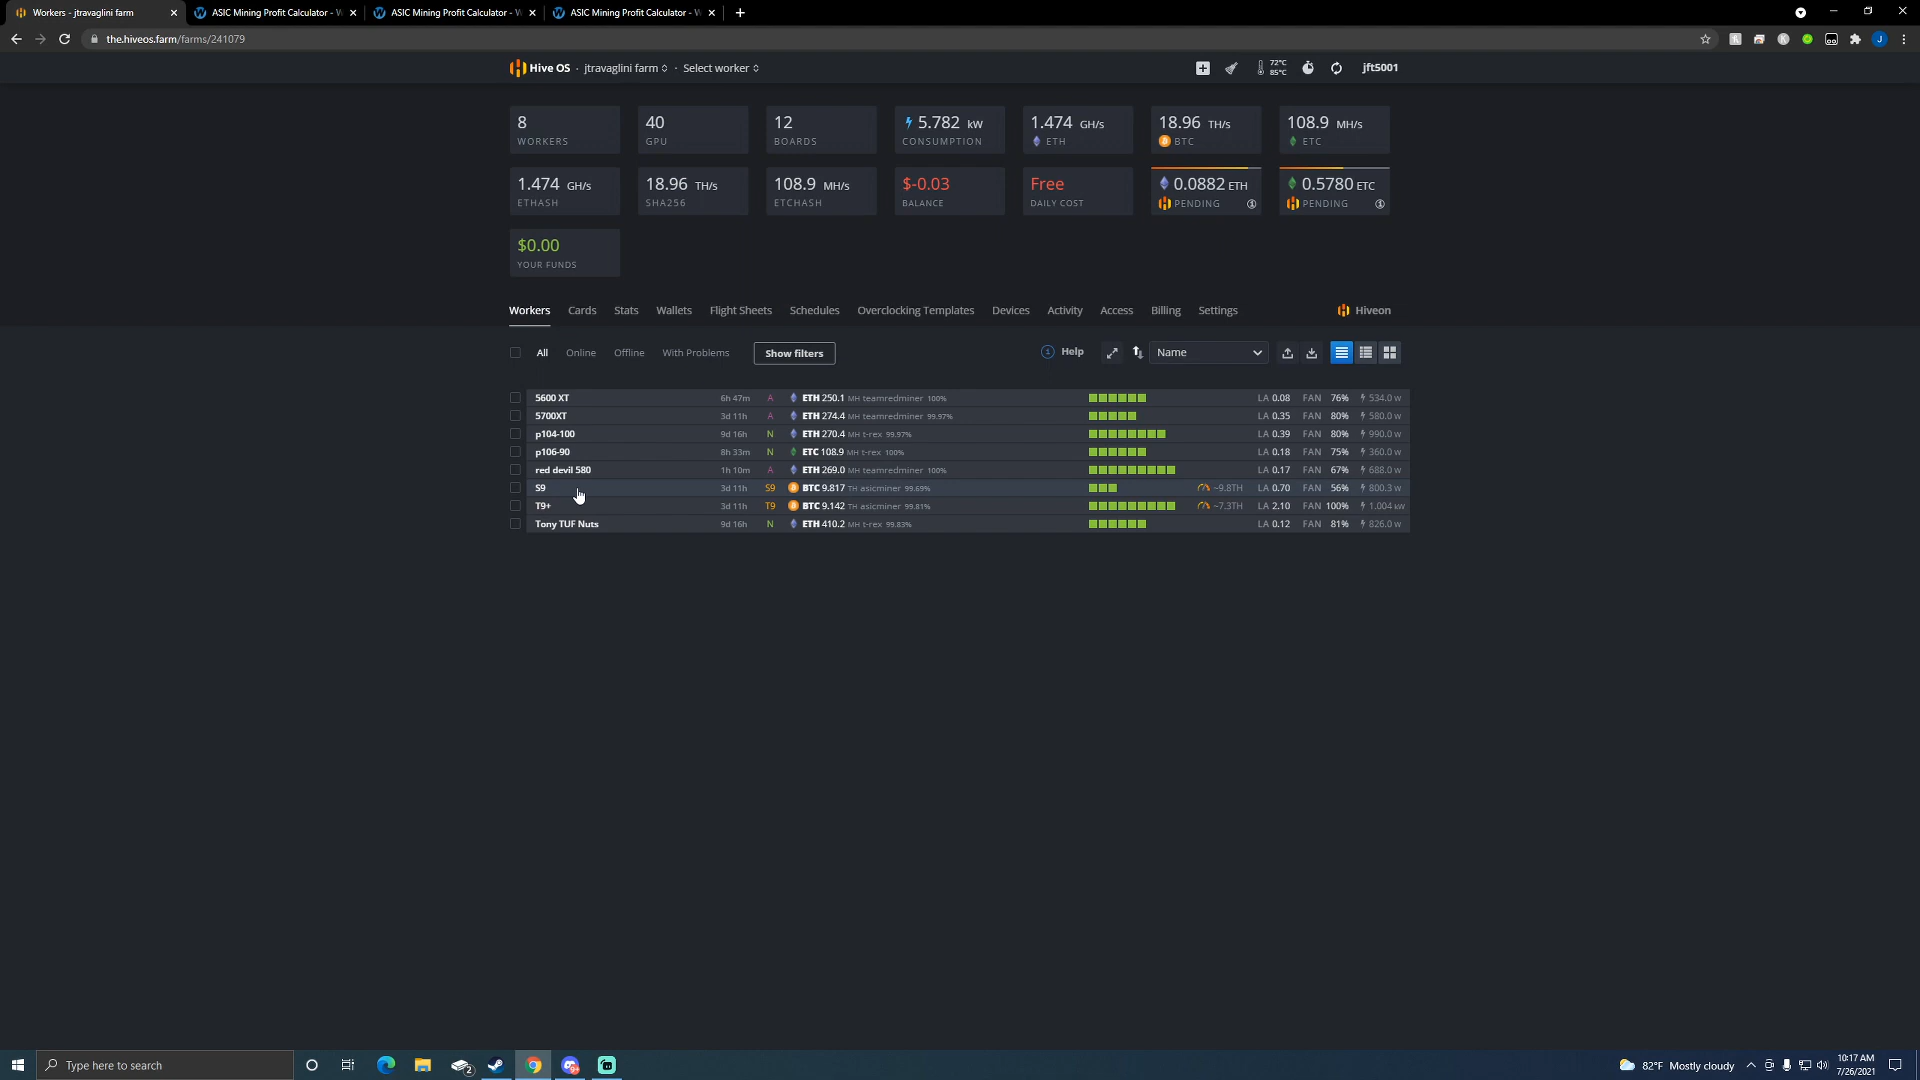 Workers - jtravaglini farm
ASIC Mining Profit Calculator - W
ASIC Mining Profit Calculator - W
ASIC Mining Profit Calculator - W
the.hiveos.farm/farms/241079
Hive OS · jtravaglini farm · Select worker
72°C
85°C
jft5001
8
WORKERS
40
GPU
12
BOARDS
5.782 kW
CONSUMPTION
1.474 GH/s
ETH
18.96 TH/s
BTC
108.9 MH/s
ETC
1.474 GH/s
ETHASH
18.96 TH/s
SHA256
108.9 MH/s
ETCHASH
$-0.03
BALANCE
Free
DAILY COST
0.0882 ETH
PENDING
0.5780 ETC
PENDING
$0.00
YOUR FUNDS
Workers Cards Stats Wallets Flight Sheets Schedules Overclocking Templates Devices Activity Access Billing Settings Hiveon
All Online Offline With Problems Show filters Help Name
5600 XT 6h 47m A ETH 250.1 MH teamredminer 100% LA 0.08 FAN 76% 534.0 w
5700XT 3d 11h A ETH 274.4 MH teamredminer 99.97% LA 0.35 FAN 80% 580.0 w
p104-100 9d 16h N ETH 270.4 MH t-rex 99.97% LA 0.39 FAN 80% 990.0 w
p106-90 8h 33m N ETC 108.9 MH t-rex 100% LA 0.18 FAN 75% 360.0 w
red devil 580 1h 10m A ETH 269.0 MH teamredminer 100% LA 0.17 FAN 67% 688.0 w
S9 3d 11h S9 BTC 9.817 TH asicminer 99.69% ~9.8TH LA 0.70 FAN 56% 800.3 w
T9+ 3d 11h T9 BTC 9.142 TH asicminer 99.81% ~7.3TH LA 2.10 FAN 100% 1.004 kw
Tony TUF Nuts 9d 16h N ETH 410.2 MH t-rex 99.83% LA 0.12 FAN 81% 826.0 w
Type here to search
82°F Mostly cloudy
10:17 AM
7/26/2021